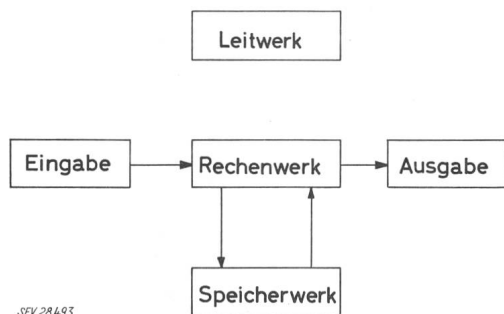 Leitwerk
Eingabe
Rechenwerk
Ausgabe
Speicherwerk
SEV 28493